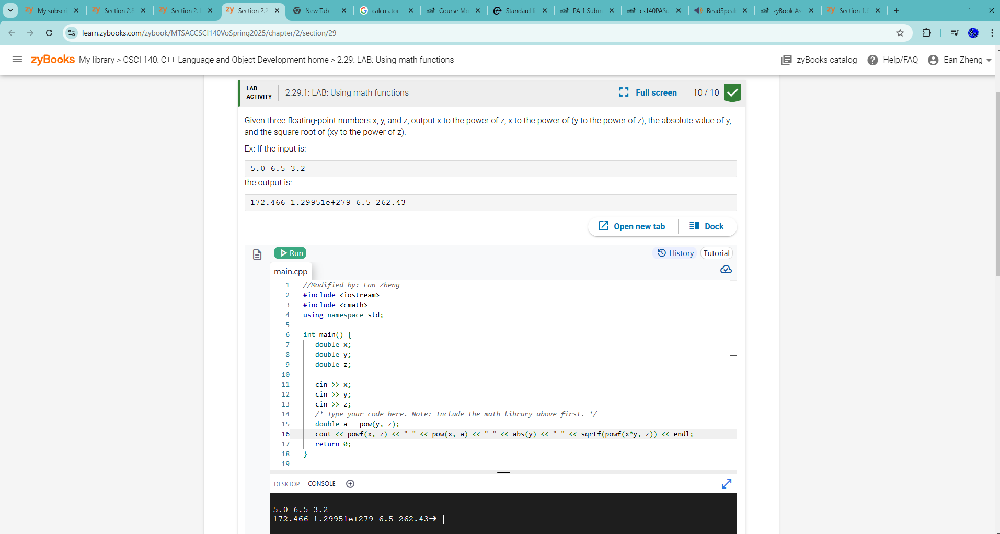 My subscri
Section 2.8
Section 2.1
Section 2.2
New Tab
calculator
Course Mo
Standard li
PA 1 Subm
cs140PASu
ReadSpeak
zyBook As
Section 1.6
learn.zybooks.com/zybook/MTSACCSCI140VoSpring2025/chapter/2/section/29
zyBooks My library > CSCI 140: C++ Language and Object Development home > 2.29: LAB: Using math functions
zyBooks catalog
Help/FAQ
Ean Zheng
LAB
ACTIVITY
2.29.1: LAB: Using math functions
Full screen
10 / 10
Given three floating-point numbers x, y, and z, output x to the power of z, x to the power of (y to the power of z), the absolute value of y,
and the square root of (xy to the power of z).
Ex: If the input is:
5.0 6.5 3.2
the output is:
172.466 1.29951e+279 6.5 262.43
Open new tab
Dock
Run
History
Tutorial
main.cpp
1 //Modified by: Ean Zheng
2 #include <iostream>
3 #include <cmath>
4 using namespace std;
5
6 int main() {
7 double x;
8 double y;
9 double z;
10
11 cin >> x;
12 cin >> y;
13 cin >> z;
14 /* Type your code here. Note: Include the math library above first. */
15 double a = pow(y, z);
16 cout << powf(x, z) << " " << pow(x, a) << " " << abs(y) << " " << sqrtf(powf(x*y, z)) << endl;
17 return 0;
18 }
19
DESKTOP
CONSOLE
5.0 6.5 3.2
172.466 1.29951e+279 6.5 262.43